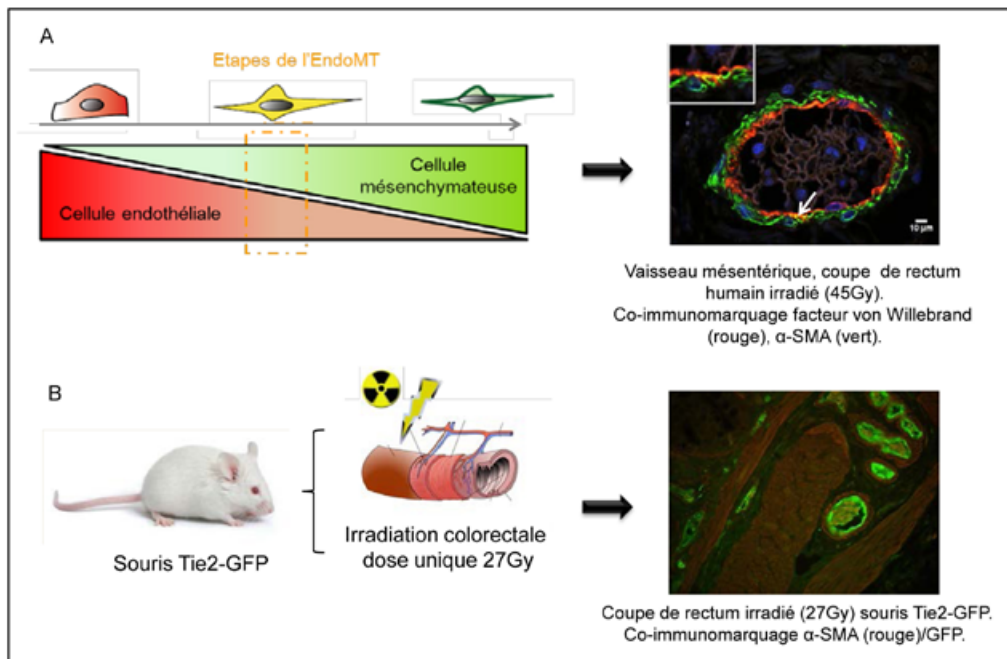 A
Etapes de l'EndoMT
Cellule endothéliale
Cellule
mésenchymateuse
10 µm
Vaisseau mésentérique, coupe de rectum
humain irradié (45Gy).
Co-immunomarquage facteur von Willebrand
(rouge), α-SMA (vert).
B
Souris Tie2-GFP
Irradiation colorectale
dose unique 27Gy
Coupe de rectum irradié (27Gy) souris Tie2-GFP.
Co-immunomarquage α-SMA (rouge)/GFP.